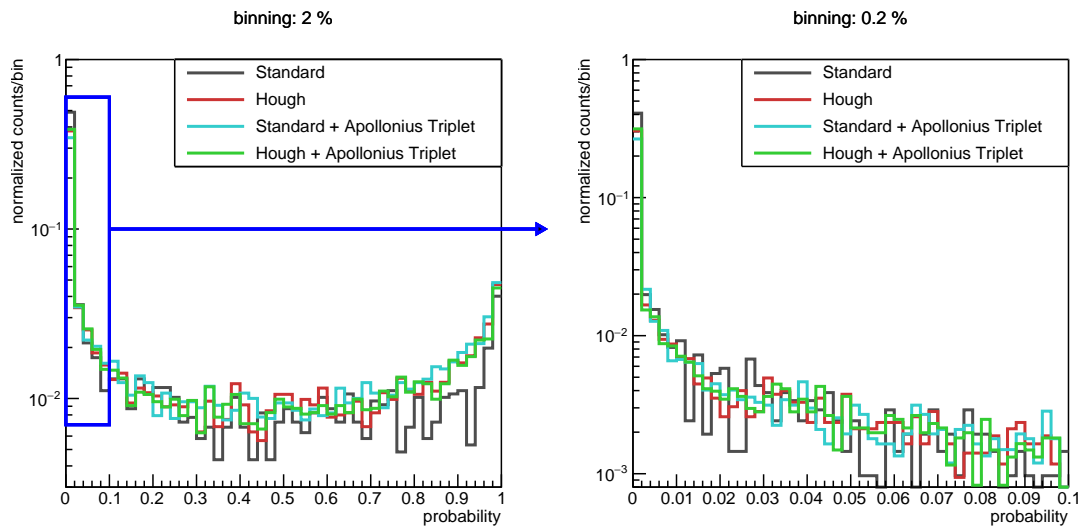 binning: 2 %
normalized counts/bin
1
10⁻¹
10⁻²
Standard
Hough
Standard + Apollonius Triplet
Hough + Apollonius Triplet
0 0.1 0.2 0.3 0.4 0.5 0.6 0.7 0.8 0.9 1
probability
binning: 0.2 %
normalized counts/bin
1
10⁻¹
10⁻²
10⁻³
Standard
Hough
Standard + Apollonius Triplet
Hough + Apollonius Triplet
0 0.01 0.02 0.03 0.04 0.05 0.06 0.07 0.08 0.09 0.1
probability